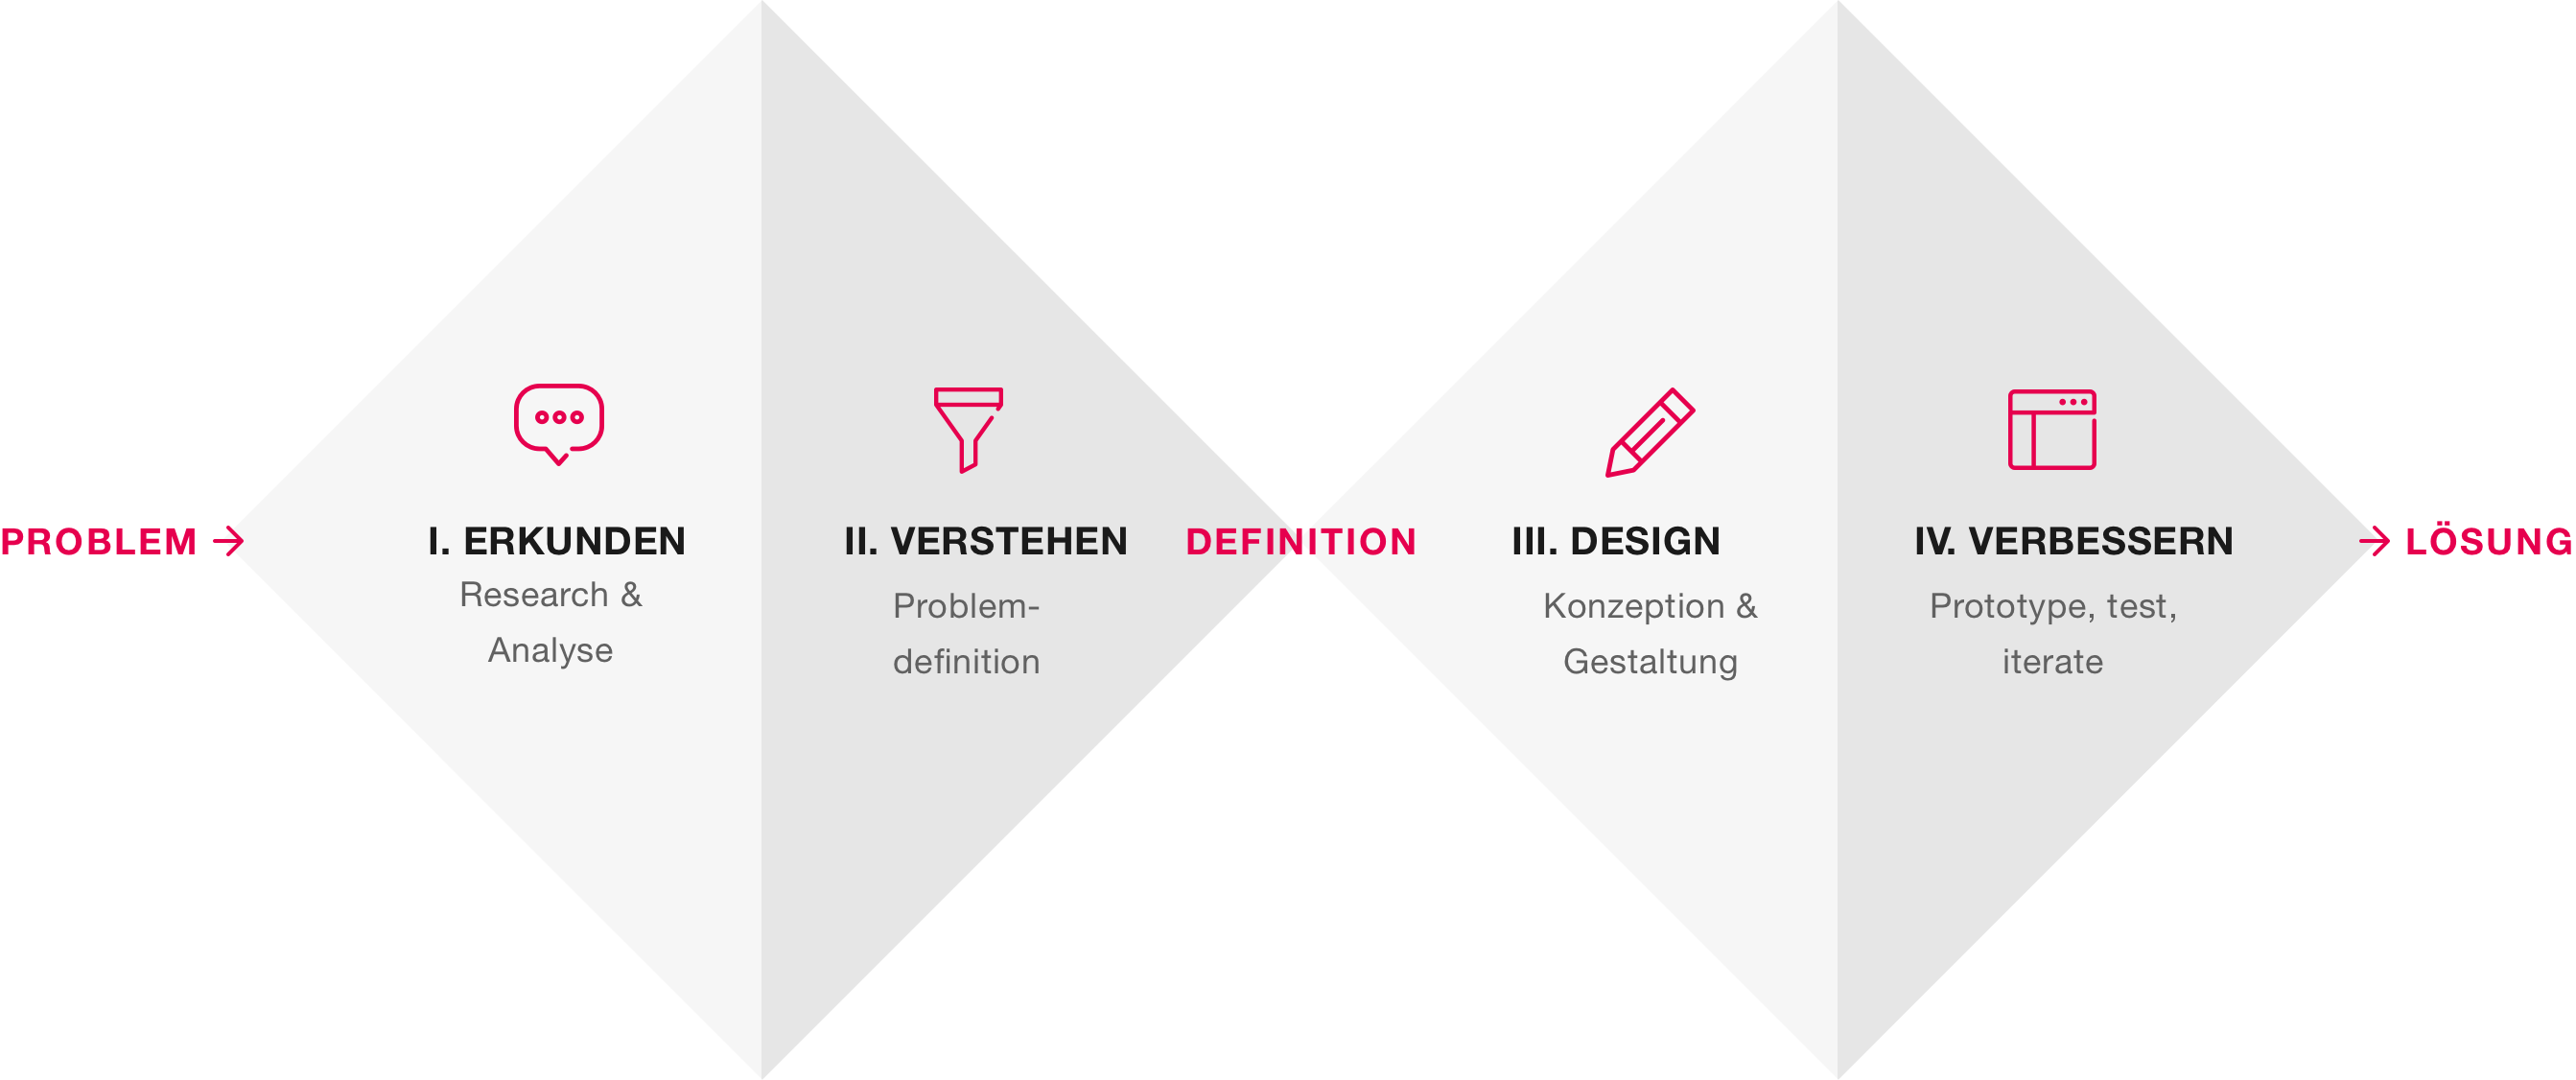 PROBLEM →
I. ERKUNDEN
Research &
Analyse
II. VERSTEHEN
Problem-
definition
DEFINITION
III. DESIGN
Konzeption &
Gestaltung
IV. VERBESSERN
Prototype, test,
iterate
→ LÖSUNG